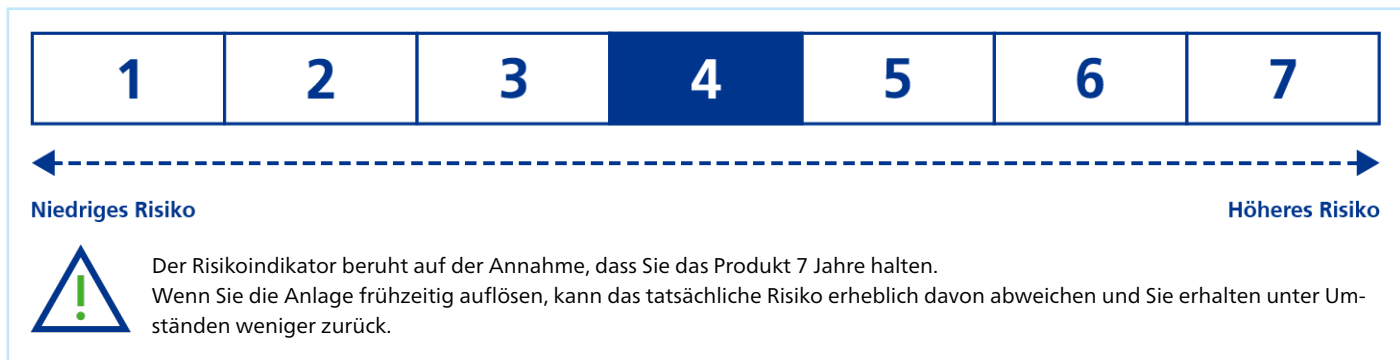 1 2 3 4 5 6 7
Niedriges Risiko Höheres Risiko
Der Risikoindikator beruht auf der Annahme, dass Sie das Produkt 7 Jahre halten.
Wenn Sie die Anlage frühzeitig auflösen, kann das tatsächliche Risiko erheblich davon abweichen und Sie erhalten unter Um-
ständen weniger zurück.